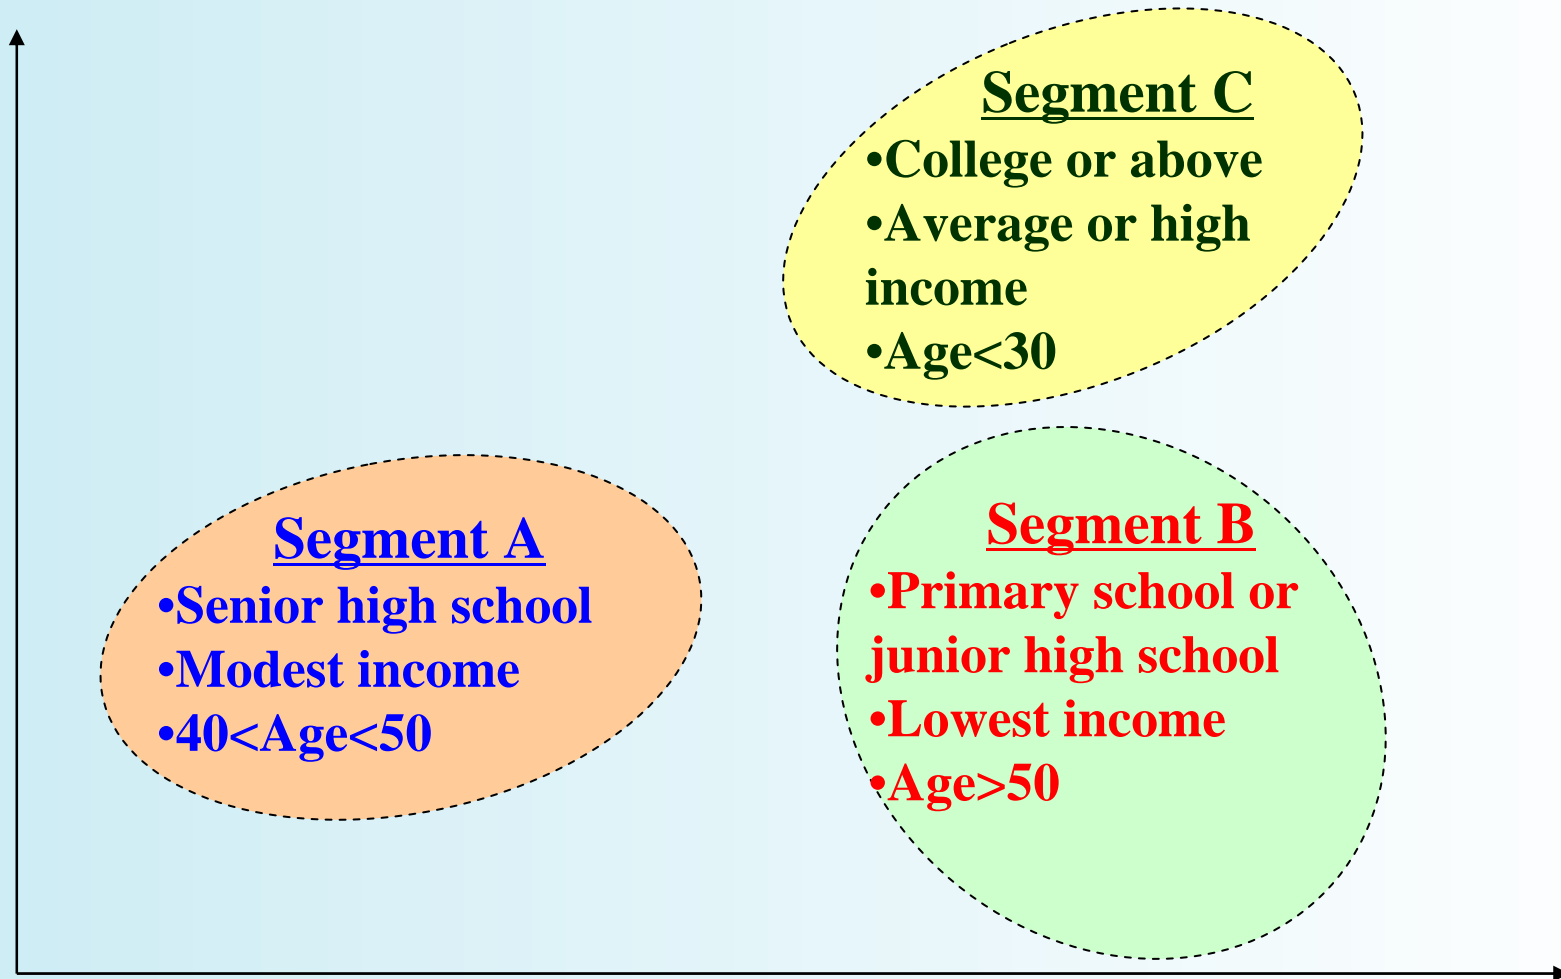 Segment C
•College or above
•Average or high
income
•Age<30
Segment A
•Senior high school
•Modest income
•40<Age<50
Segment B
•Primary school or
junior high school
•Lowest income
•Age>50